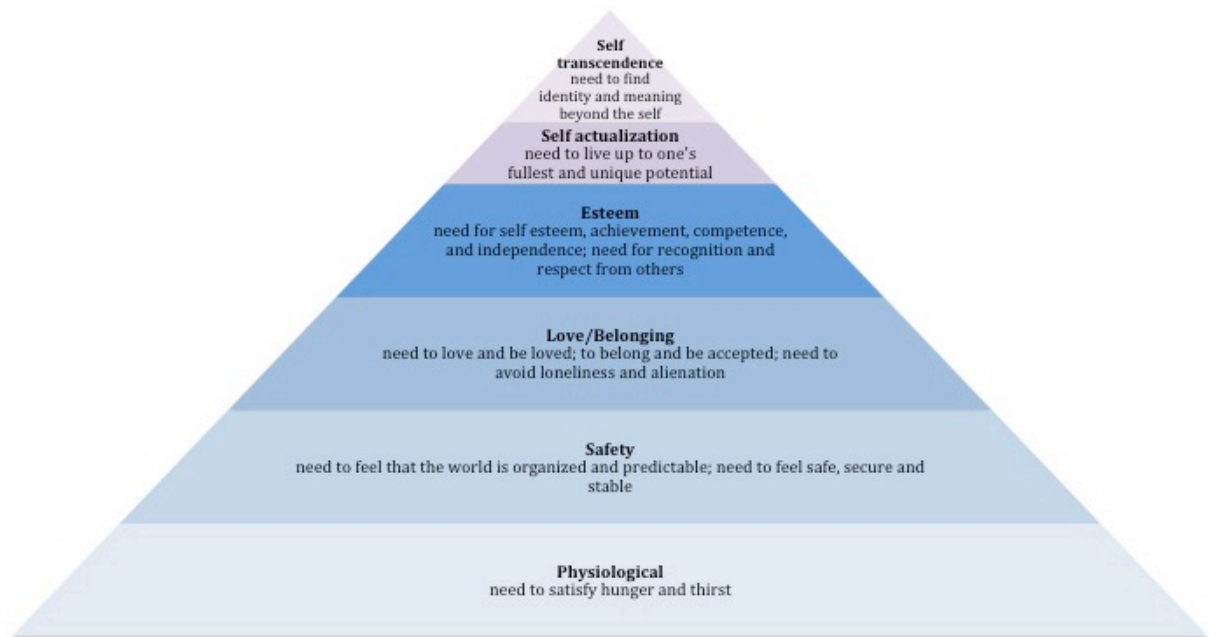 Self
transcendence
need to find
identity and meaning
beyond the self
Self actualization
need to live up to one's
fullest and unique potential
Esteem
need for self esteem, achievement, competence,
and independence; need for recognition and
respect from others
Love/Belonging
need to love and be loved; to belong and be accepted; need to
avoid loneliness and alienation
Safety
need to feel that the world is organized and predictable; need to feel safe, secure and
stable
Physiological
need to satisfy hunger and thirst